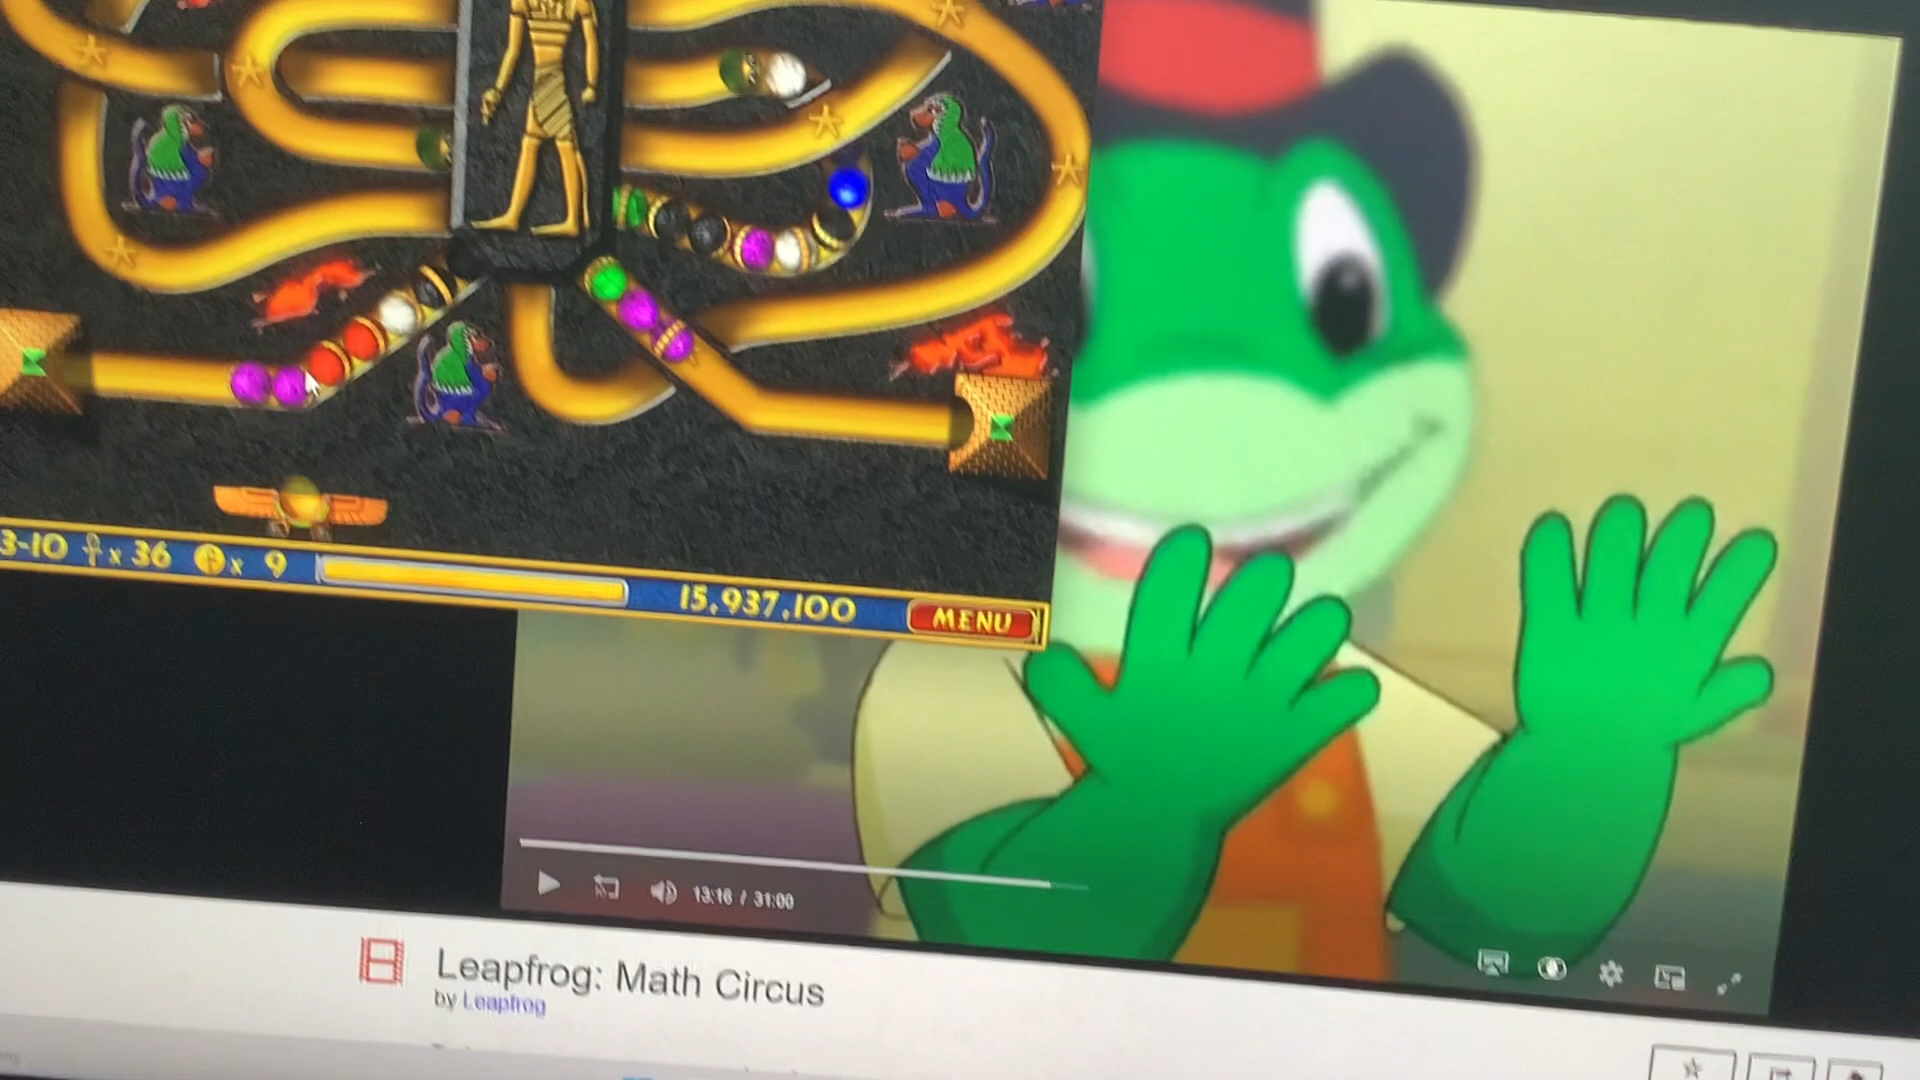 3-10 x 36 x 9 15,937,100 MENU
13:16 / 31:00
Leapfrog: Math Circus
by Leapfrog